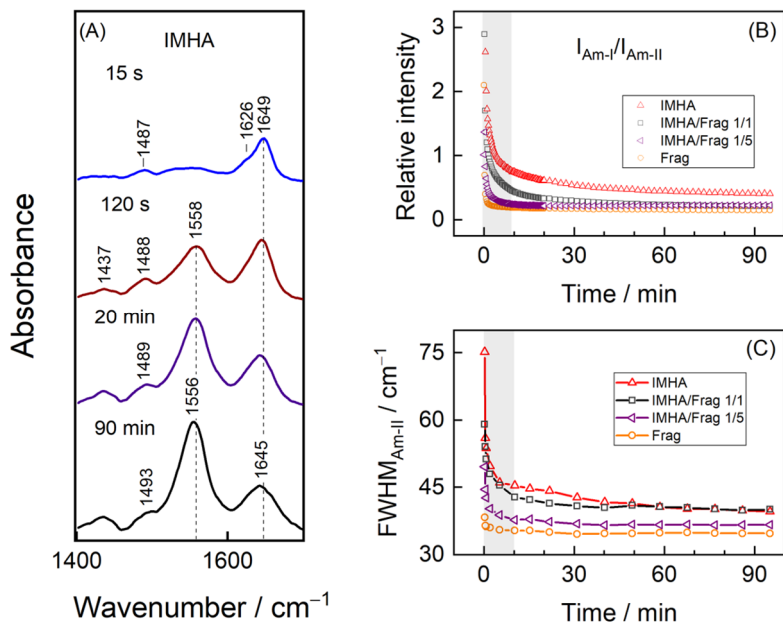 (A)
IMHA
15 s
1487
1626
1649
120 s
1437
1488
1558
20 min
1489
1556
90 min
1493
1645
1400
1600
Absorbance
Wavenumber / cm⁻¹
(B)
I_Am-I/I_Am-II
IMHA
IMHA/Frag 1/1
IMHA/Frag 1/5
Frag
3
2
1
0
Relative intensity
0
30
60
90
Time / min
(C)
IMHA
IMHA/Frag 1/1
IMHA/Frag 1/5
Frag
75
60
45
30
FWHM_Am-II / cm⁻¹
0
30
60
90
Time / min